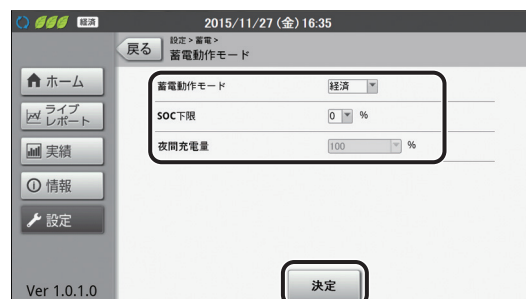 経済
2015/11/27 (金) 16:35
戻る
設定 > 蓄電 >
蓄電動作モード
ホーム
ライブ
レポート
実績
情報
設定
Ver 1.0.1.0
蓄電動作モード 経済
SOC下限 0 %
夜間充電量 100 %
決定